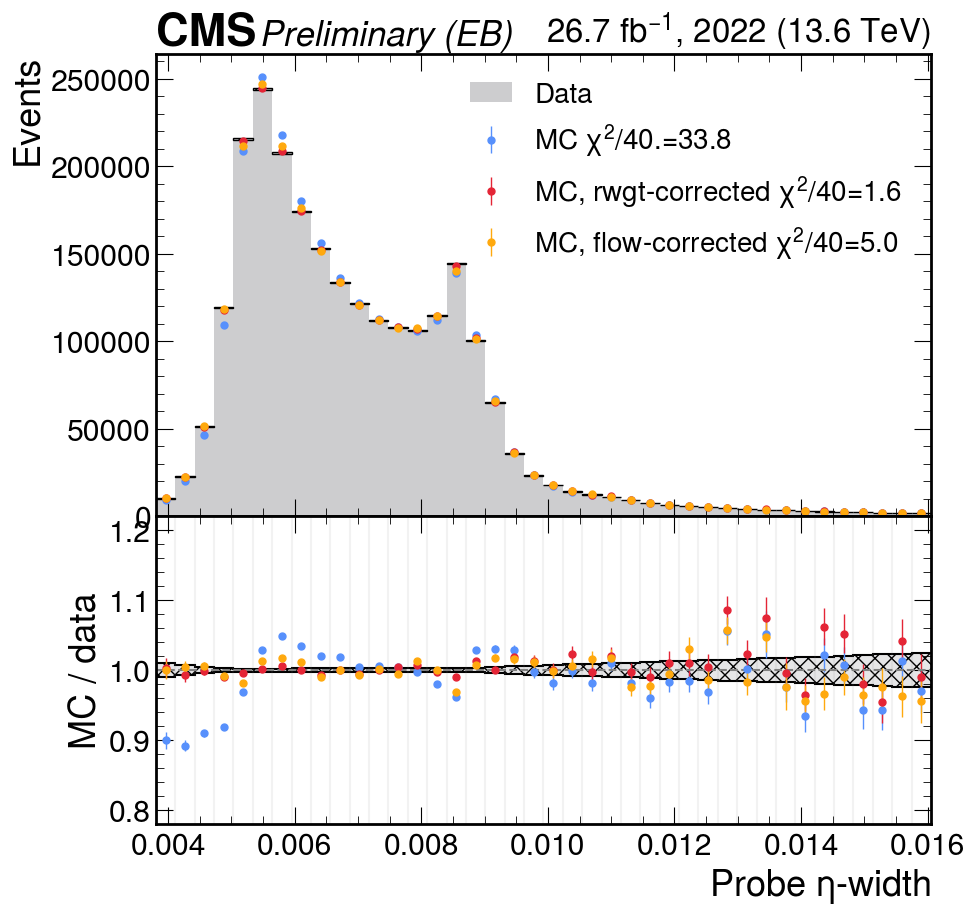 CMS Preliminary (EB) 26.7 fb⁻¹, 2022 (13.6 TeV)
Events
250000
200000
150000
100000
50000
0
Data
MC χ²/40.=33.8
MC, rwgt-corrected χ²/40=1.6
MC, flow-corrected χ²/40=5.0
MC / data
1.2
1.1
1.0
0.9
0.8
0.004 0.006 0.008 0.010 0.012 0.014 0.016
Probe η-width